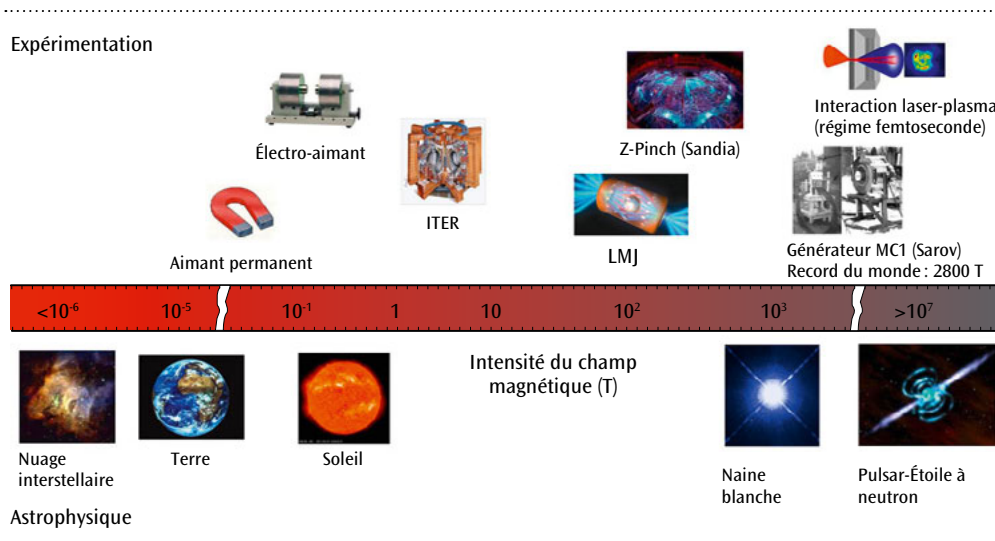 Expérimentation
Interaction laser-plasma
(régime femtoseconde)
Z-Pinch (Sandia)
Électro-aimant
ITER
LMJ
Générateur MC1 (Sarov)
Record du monde : 2800 T
Aimant permanent
<10⁻⁶ 10⁻⁵ 10⁻¹ 1 10 10² 10³ >10⁷
Intensité du champ
magnétique (T)
Nuage
interstellaire
Terre
Soleil
Naine
blanche
Pulsar-Étoile à
neutron
Astrophysique